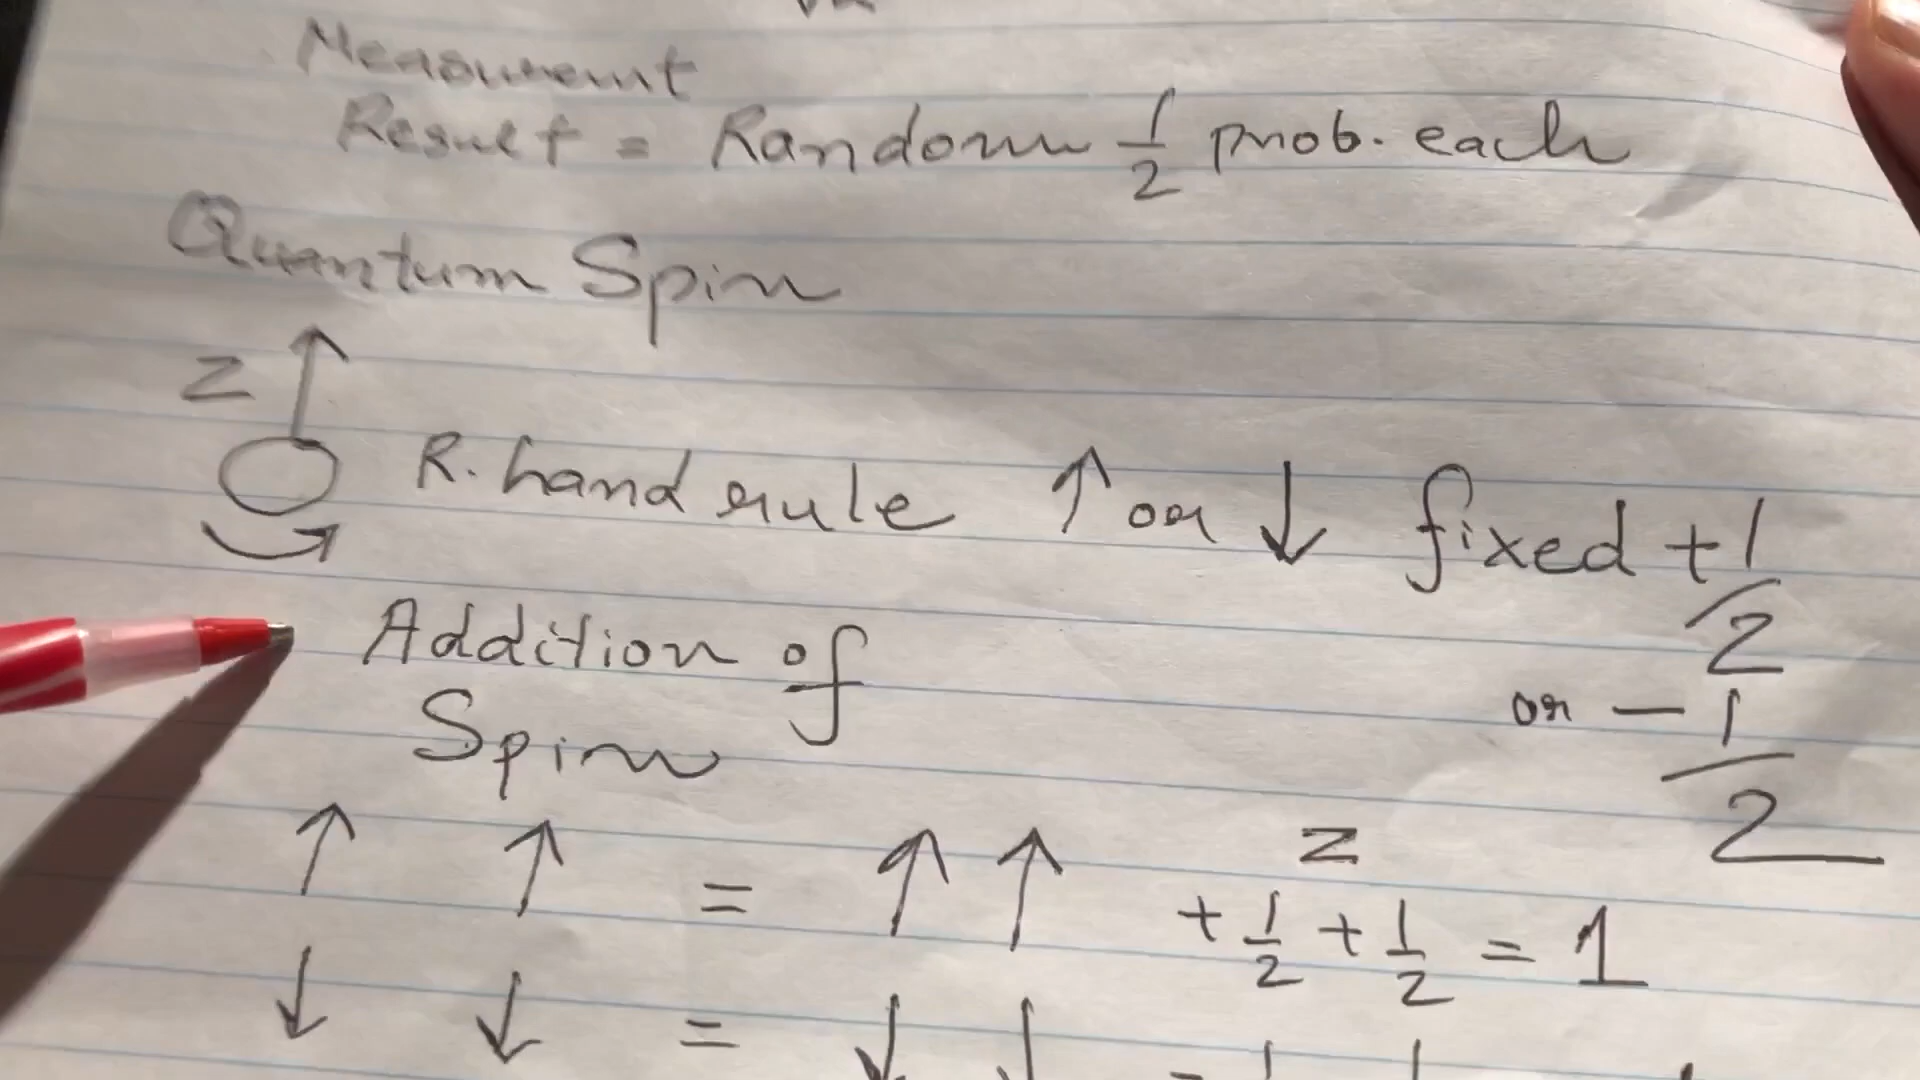 Measurement
Result = Random 1/2 prob. each
Quantum Spin
Z
R. hand rule ↑ or ↓ fixed +1/2
or -1/2
Addition of
Spin
Z
↑ ↑ = ↑↑ +1/2 +1/2 = 1
↓ ↓ = ↓↓